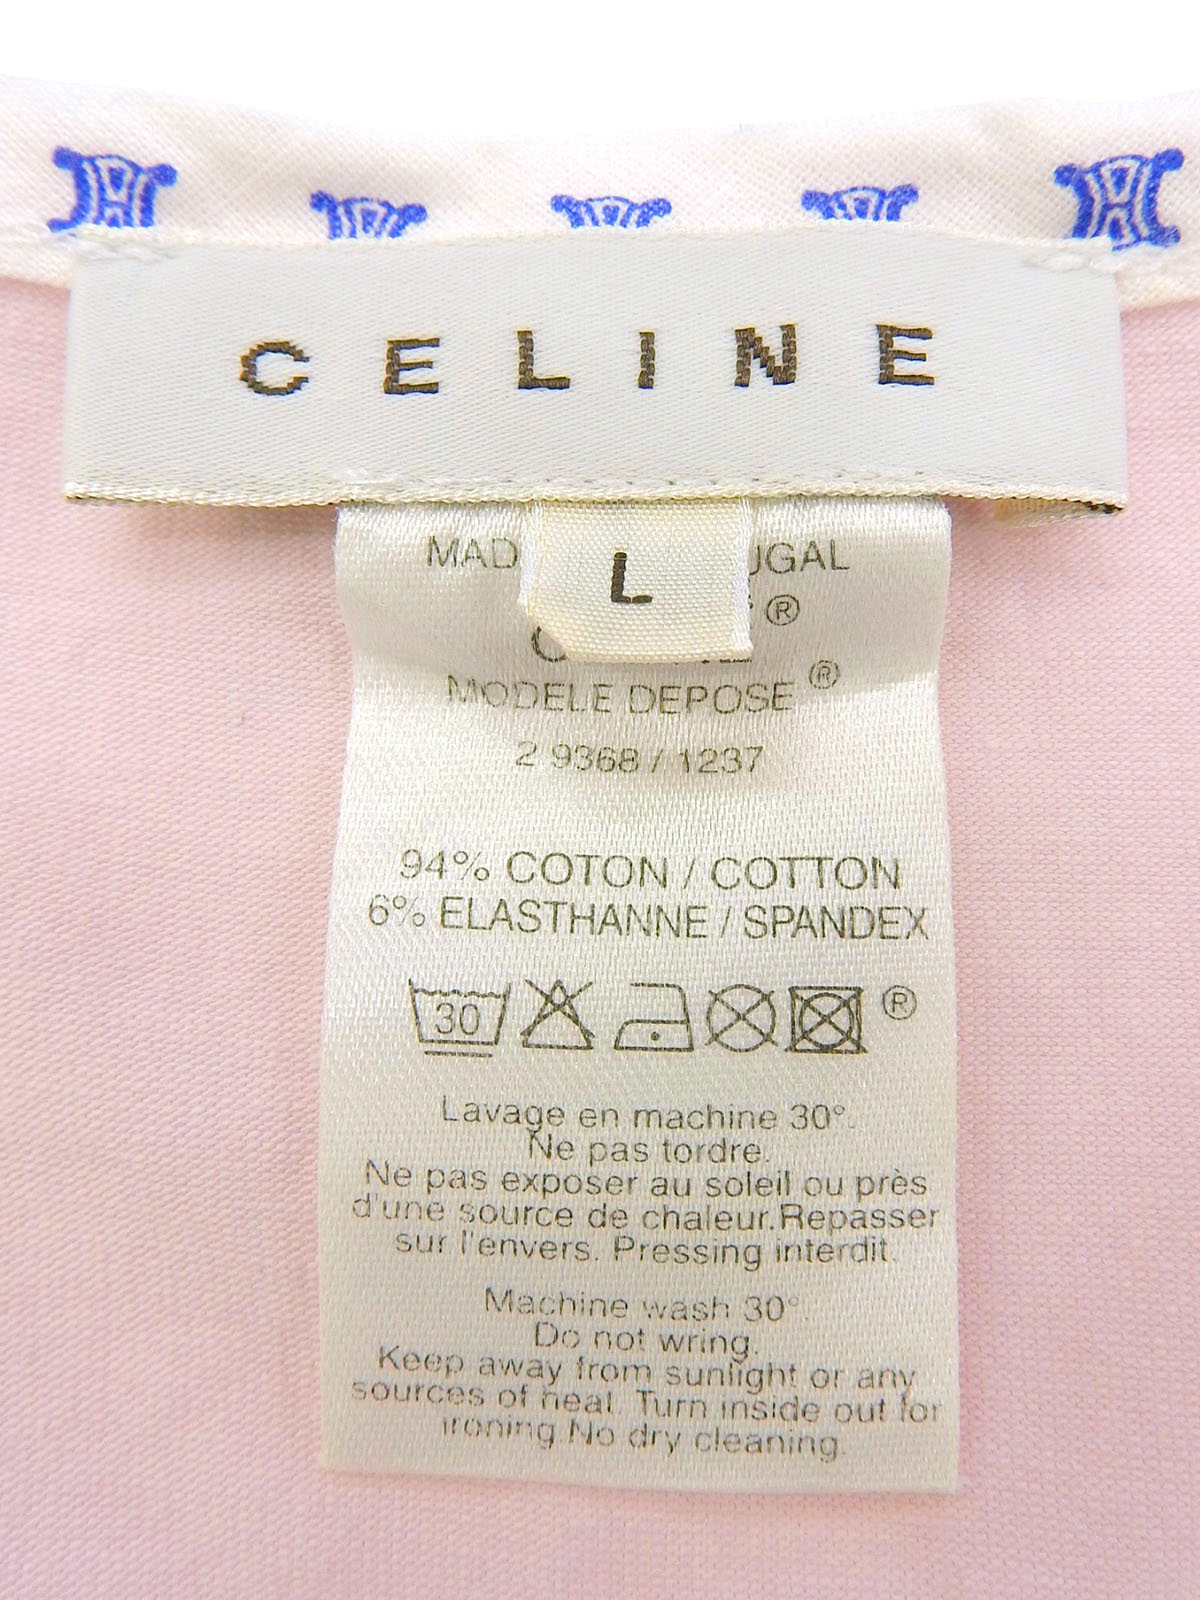 CELINE
L
MODELE DEPOSE ®
2 9368 / 1237
94% COTON / COTTON
6% ELASTHANNE / SPANDEX
30 ®
Lavage en machine 30°.
Ne pas tordre.
Ne pas exposer au soleil ou près
d'une source de chaleur.Repasser
sur l'envers. Pressing interdit.
Machine wash 30°.
Do not wring.
Keep away from sunlight or any
sources of heat. Turn inside out for
ironing.No dry cleaning.